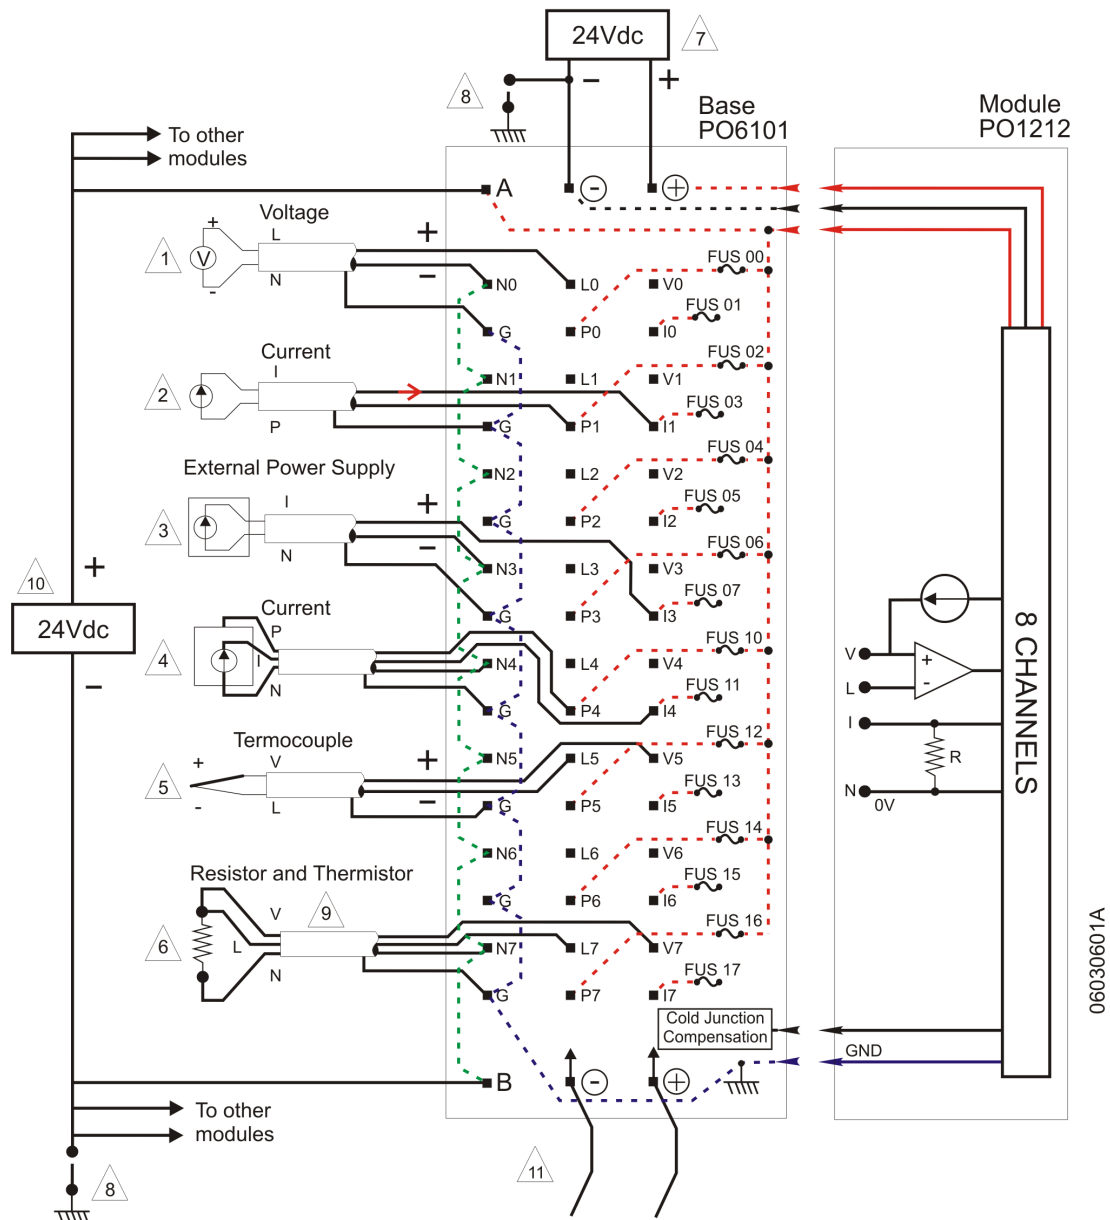 24Vdc
7
8
−
+
Base
PO6101
Module
PO1212
To other
modules
A
-
+
Voltage
1
+
V
-
L
N
+
−
N0
L0
V0
FUS 00
G
P0
I0
FUS 01
Current
2
I
P
N1
L1
V1
FUS 02
G
P1
I1
FUS 03
External Power Supply
3
I
N
+
−
N2
L2
V2
FUS 04
G
P2
I2
FUS 05
N3
L3
V3
FUS 06
G
P3
I3
FUS 07
10
+
24Vdc
−
Current
4
P
I
N
N4
L4
V4
FUS 10
G
P4
I4
FUS 11
Termocouple
5
+
-
V
L
+
−
N5
L5
V5
FUS 12
G
P5
I5
FUS 13
N6
L6
V6
FUS 14
G
P6
I6
FUS 15
Resistor and Thermistor
6
V
L
N
9
N7
L7
V7
FUS 16
G
P7
I7
FUS 17
Cold Junction
Compensation
V
L
I
N
0V
+
-
R
8 CHANNELS
GND
B
-
+
To other
modules
8
11
06030601A